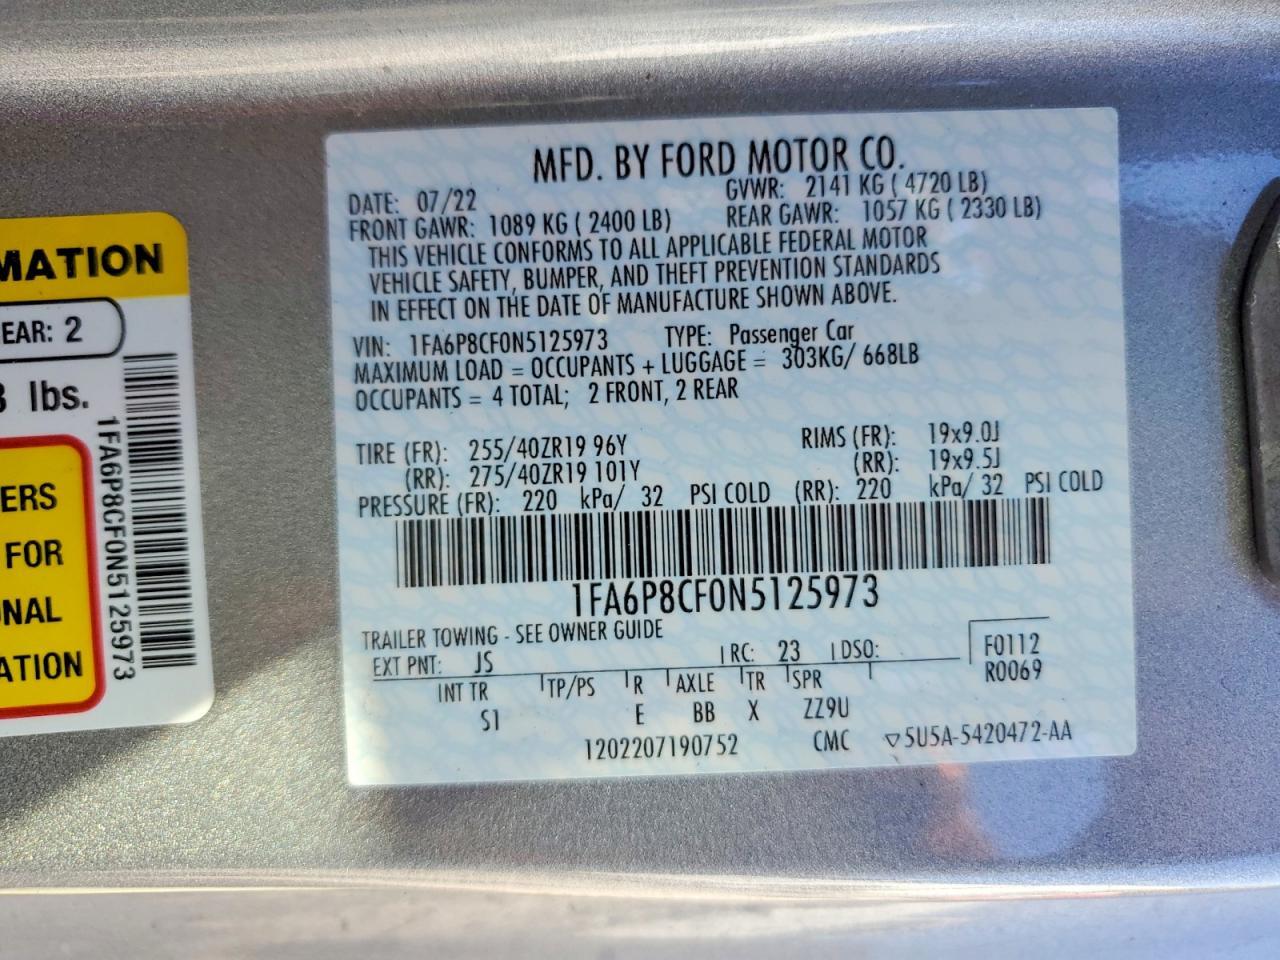 MATION
EAR: 2
lbs.
ERS
FOR
ONAL
ATION
1FA6P8CF0N5125973
MFD. BY FORD MOTOR CO.
DATE: 07/22 GVWR: 2141 KG ( 4720 LB)
FRONT GAWR: 1089 KG ( 2400 LB) REAR GAWR: 1057 KG ( 2330 LB)
THIS VEHICLE CONFORMS TO ALL APPLICABLE FEDERAL MOTOR
VEHICLE SAFETY, BUMPER, AND THEFT PREVENTION STANDARDS
IN EFFECT ON THE DATE OF MANUFACTURE SHOWN ABOVE.
VIN: 1FA6P8CF0N5125973 TYPE: Passenger Car
MAXIMUM LOAD = OCCUPANTS + LUGGAGE = 303KG/ 668LB
OCCUPANTS = 4 TOTAL; 2 FRONT, 2 REAR
TIRE (FR): 255/40ZR19 96Y RIMS (FR): 19x9.0J
(RR): 275/40ZR19 101Y (RR): 19x9.5J
PRESSURE (FR): 220 kPa/ 32 PSI COLD (RR): 220 kPa/ 32 PSI COLD
1FA6P8CF0N5125973
TRAILER TOWING - SEE OWNER GUIDE
EXT PNT: JS RC: 23 DSO: F0112
R0069
INT TR TP/PS R AXLE TR SPR
S1 E BB X ZZ9U
1202207190752 CMC ▽5U5A-5420472-AA